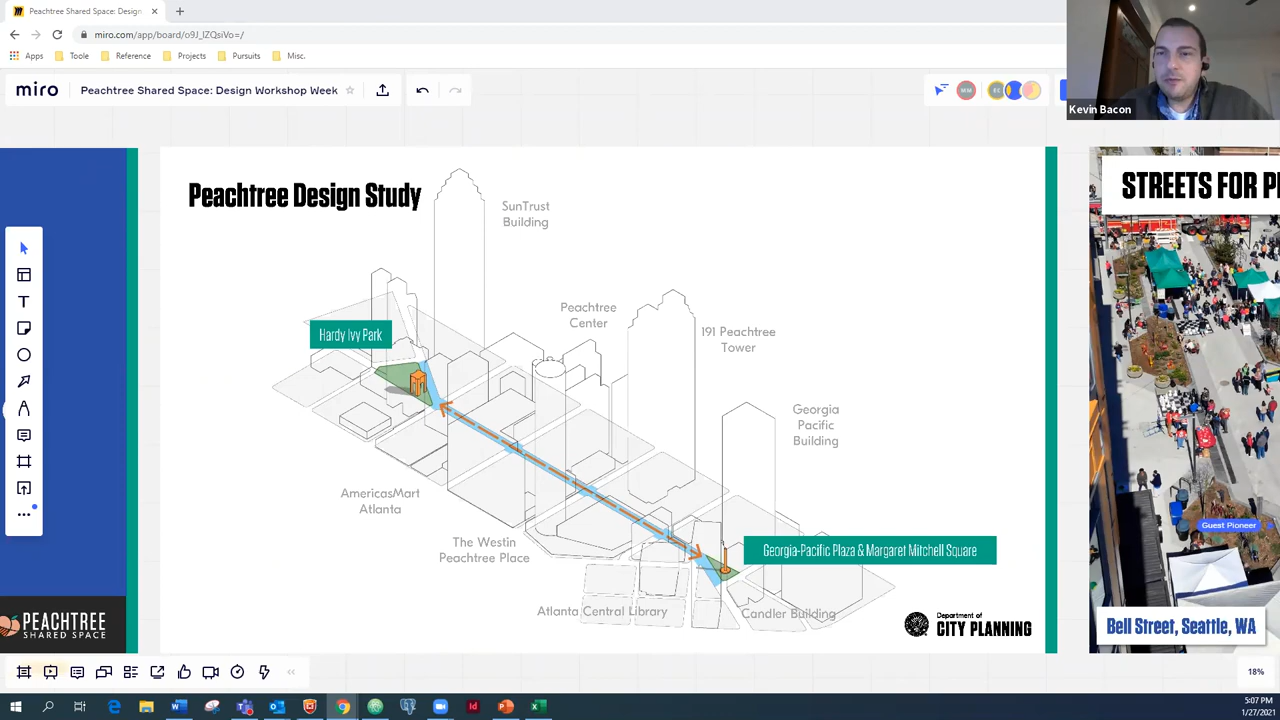 Peachtree Shared Space: Design
miro.com/app/board/o9J_lZQsiVo=/
Apps
Toole
Reference
Projects
Pursuits
Misc.
miro
Peachtree Shared Space: Design Workshop Week
Kevin Bacon
Peachtree Design Study
SunTrust
Building
Peachtree
Center
191 Peachtree
Tower
Hardy Ivy Park
Georgia
Pacific
Building
AmericasMart
Atlanta
The Westin
Peachtree Place
Georgia-Pacific Plaza & Margaret Mitchell Square
Atlanta Central Library
Candler Building
Department of
CITY PLANNING
PEACHTREE
SHARED SPACE
STREETS FOR PE
Guest Pioneer
Bell Street, Seattle, WA
18%
5:07 PM
1/27/2021